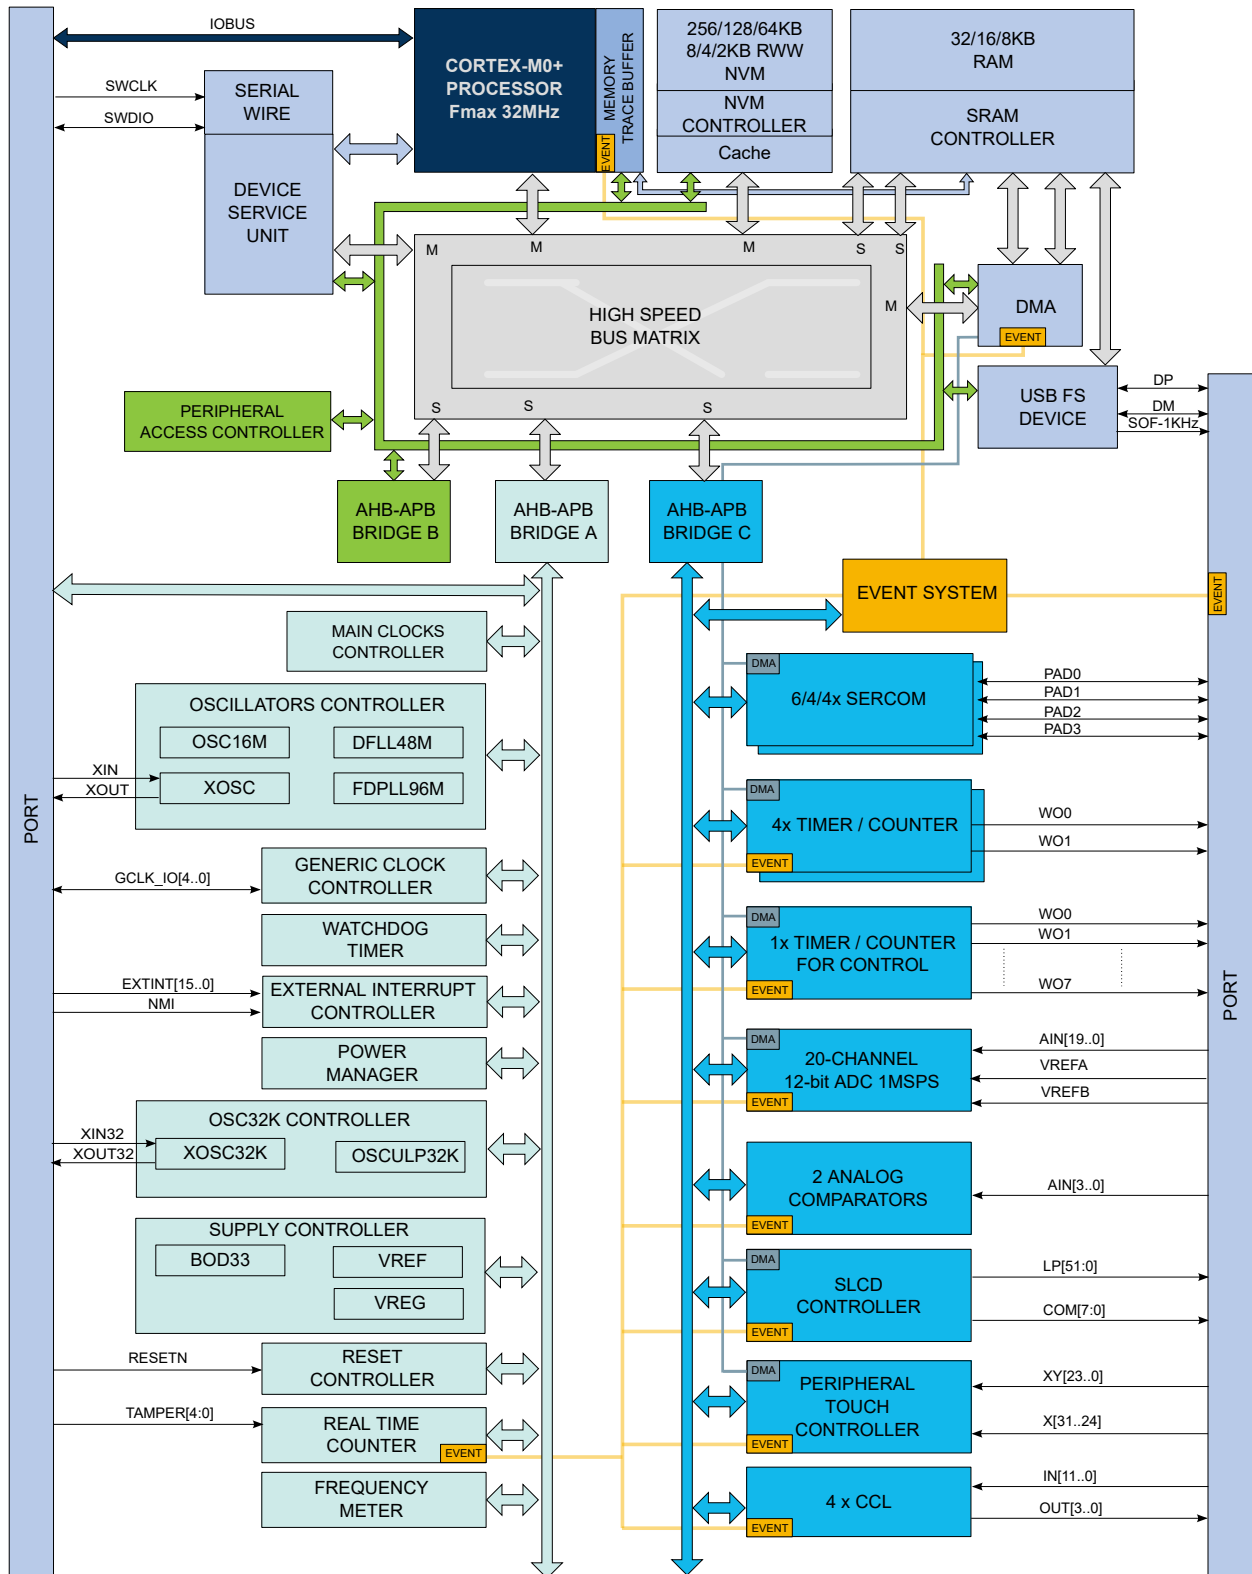 IOBUS
SWCLK
SWDIO
SERIAL
WIRE
DEVICE
SERVICE
UNIT
CORTEX-M0+
PROCESSOR
Fmax 32MHz
MEMORY
TRACE BUFFER
EVENT
256/128/64KB
8/4/2KB RWW
NVM
NVM
CONTROLLER
Cache
32/16/8KB
RAM
SRAM
CONTROLLER
M
M
M
S
S
M
HIGH SPEED
BUS MATRIX
S
S
S
DMA
EVENT
USB FS
DEVICE
DP
DM
SOF-1KHz
PERIPHERAL
ACCESS CONTROLLER
AHB-APB
BRIDGE B
AHB-APB
BRIDGE A
AHB-APB
BRIDGE C
EVENT SYSTEM
EVENT
PORT
MAIN CLOCKS
CONTROLLER
OSCILLATORS CONTROLLER
OSC16M
DFLL48M
XOSC
FDPLL96M
XIN
XOUT
GCLK_IO[4..0]
GENERIC CLOCK
CONTROLLER
WATCHDOG
TIMER
EXTINT[15..0]
NMI
EXTERNAL INTERRUPT
CONTROLLER
POWER
MANAGER
OSC32K CONTROLLER
XIN32
XOUT32
XOSC32K
OSCULP32K
SUPPLY CONTROLLER
BOD33
VREF
VREG
RESETN
RESET
CONTROLLER
TAMPER[4:0]
REAL TIME
COUNTER
EVENT
FREQUENCY
METER
DMA
6/4/4x SERCOM
PAD0
PAD1
PAD2
PAD3
DMA
4x TIMER / COUNTER
EVENT
WO0
WO1
DMA
1x TIMER / COUNTER
FOR CONTROL
EVENT
WO0
WO1
WO7
DMA
20-CHANNEL
12-bit ADC 1MSPS
EVENT
AIN[19..0]
VREFA
VREFB
2 ANALOG
COMPARATORS
EVENT
AIN[3..0]
DMA
SLCD
CONTROLLER
EVENT
LP[51:0]
COM[7:0]
DMA
PERIPHERAL
TOUCH
CONTROLLER
EVENT
XY[23..0]
X[31..24]
4 x CCL
EVENT
IN[11..0]
OUT[3..0]
PORT